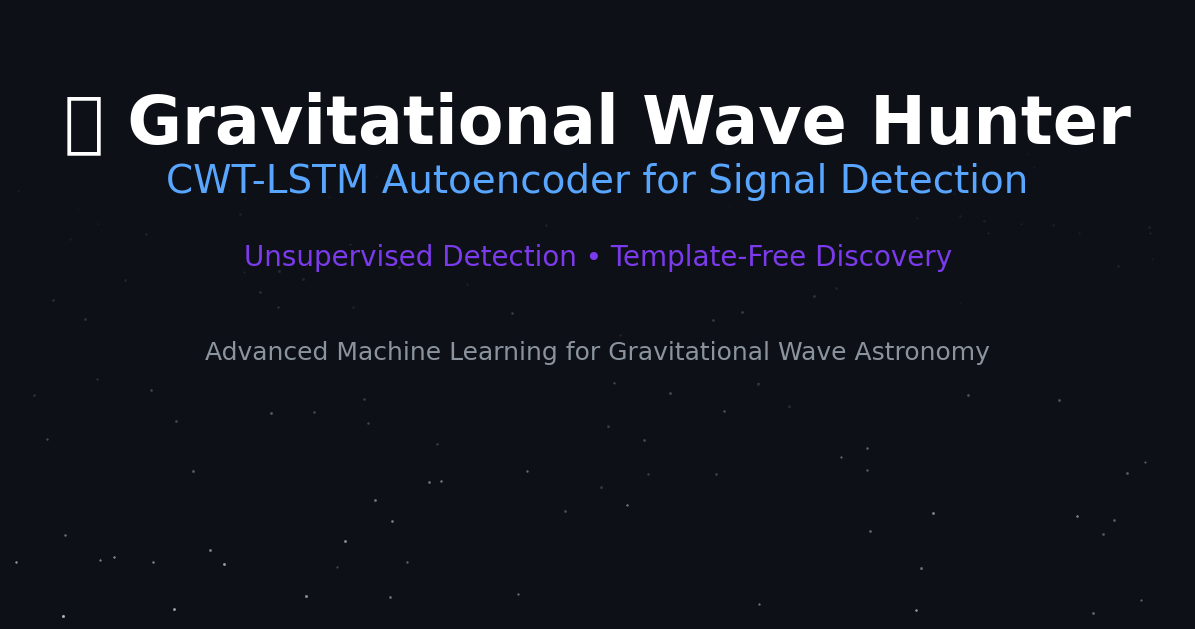 Gravitational Wave Hunter
CWT-LSTM Autoencoder for Signal Detection
Unsupervised Detection • Template-Free Discovery
Advanced Machine Learning for Gravitational Wave Astronomy